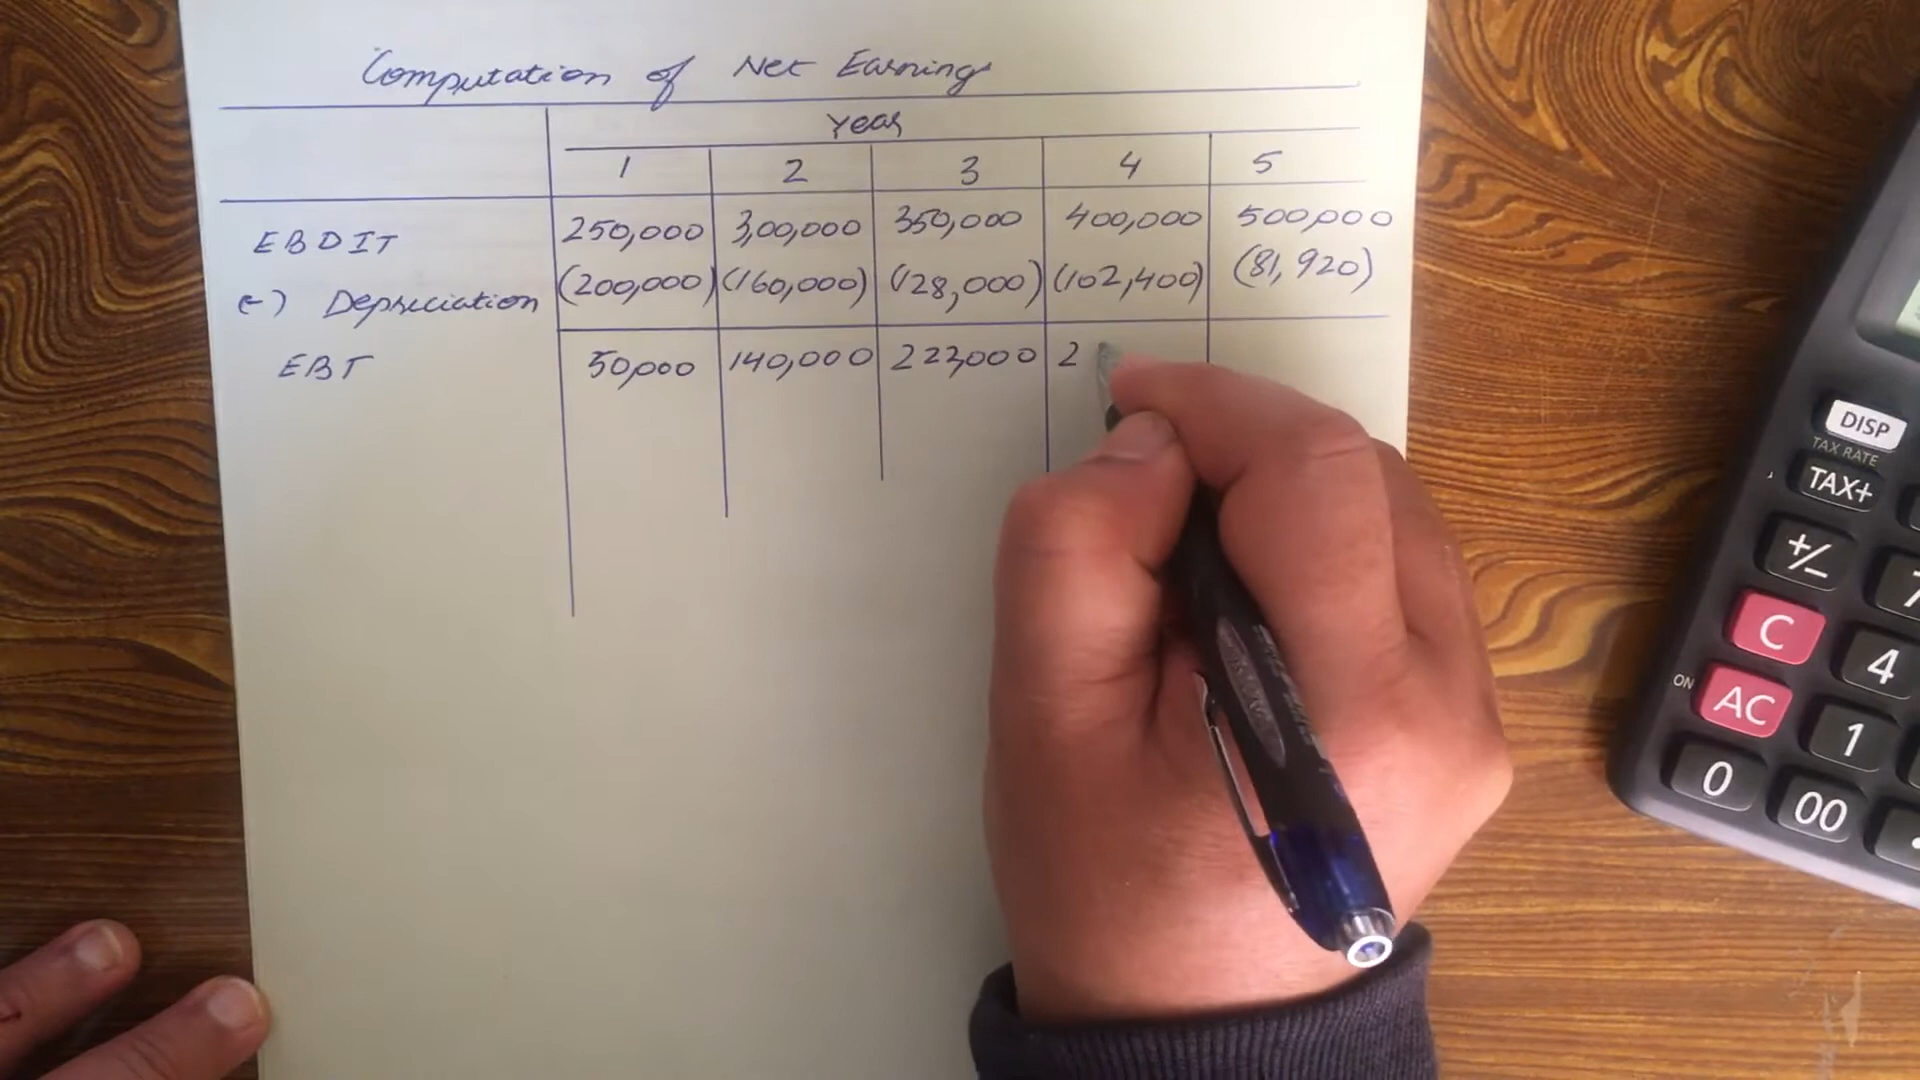 Computation of Net Earnings
Year
1 2 3 4 5
EBDIT 250,000 3,00,000 350,000 400,000 500,000
(-) Depreciation (200,000) (160,000) (128,000) (102,400) (81,920)
EBT 50,000 140,000 222,000 2
DISP
TAX RATE
TAX+
+/-
7
C
4
ON
AC
1
0
00